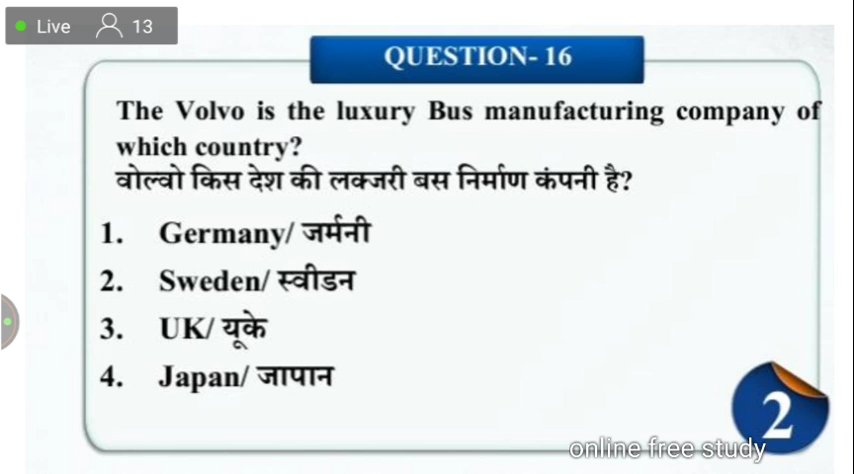 Live 13
QUESTION- 16
The Volvo is the luxury Bus manufacturing company of
which country?
वोल्वो किस देश की लक्जरी बस निर्माण कंपनी है?
1. Germany/ जर्मनी
2. Sweden/ स्वीडन
3. UK/ यूके
4. Japan/ जापान
2
online free study